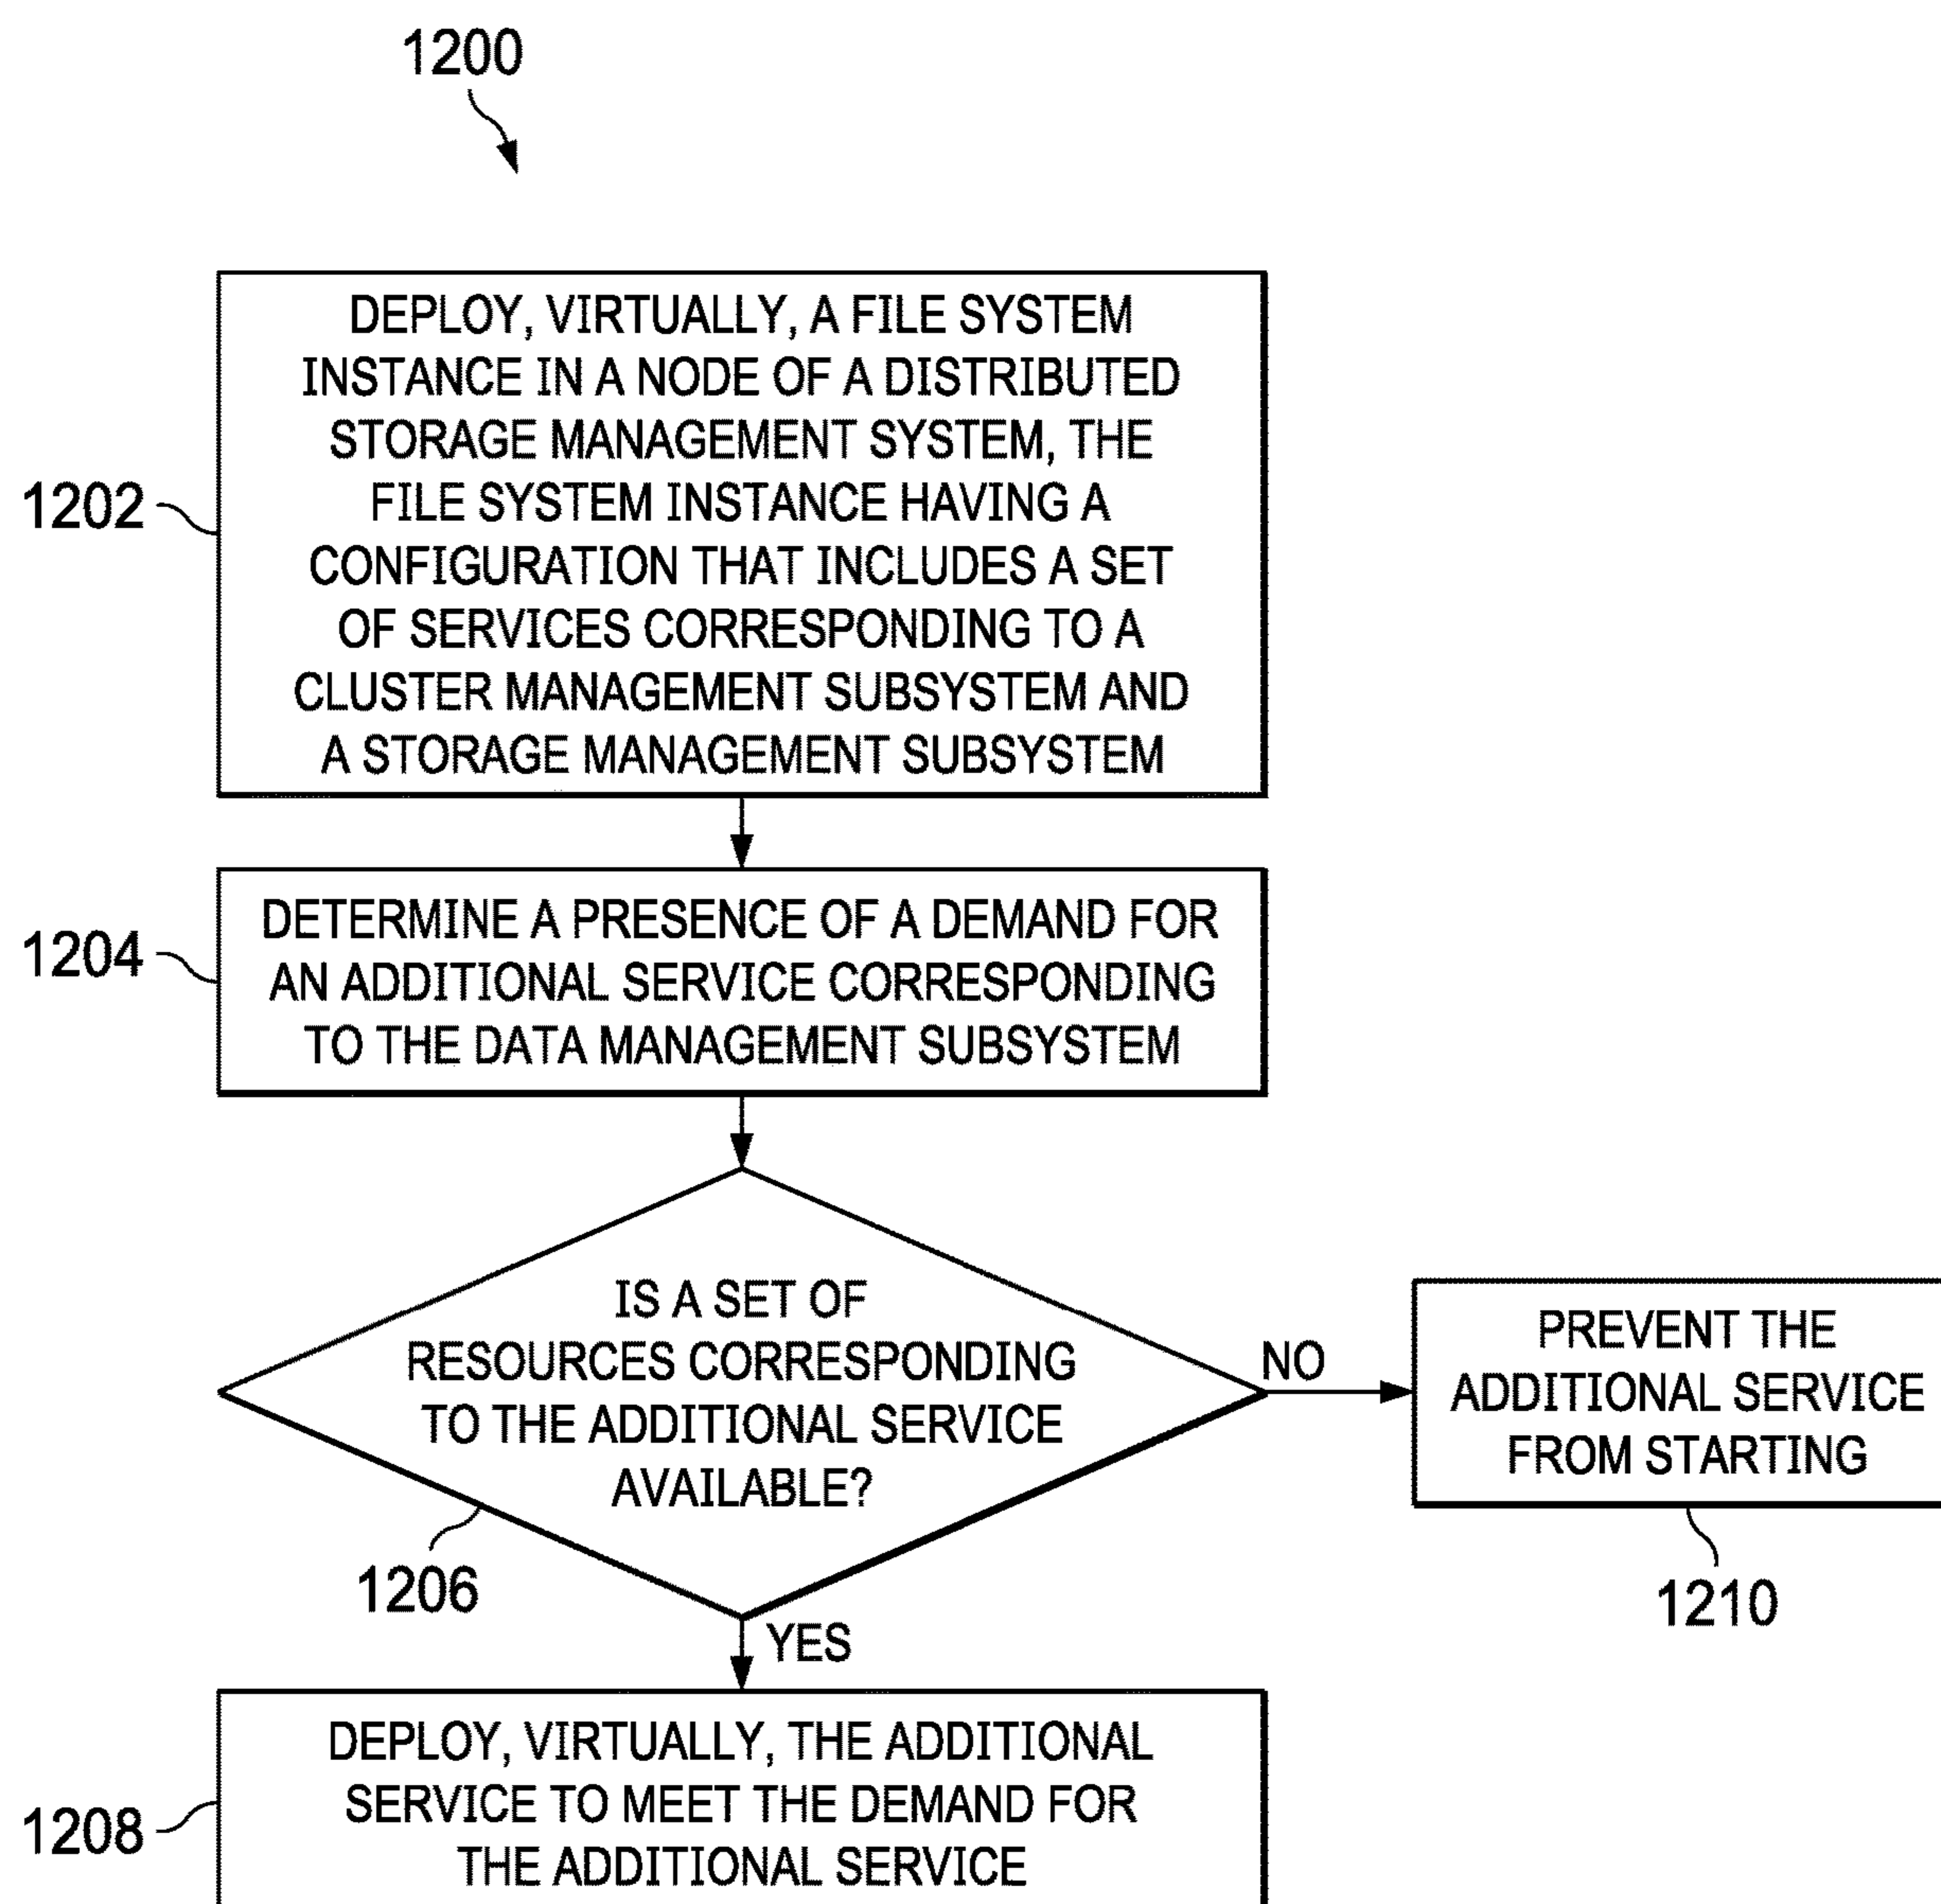 1200
DEPLOY, VIRTUALLY, A FILE SYSTEM
INSTANCE IN A NODE OF A DISTRIBUTED
STORAGE MANAGEMENT SYSTEM, THE
FILE SYSTEM INSTANCE HAVING A
CONFIGURATION THAT INCLUDES A SET
OF SERVICES CORRESPONDING TO A
CLUSTER MANAGEMENT SUBSYSTEM AND
A STORAGE MANAGEMENT SUBSYSTEM
1202
DETERMINE A PRESENCE OF A DEMAND FOR
AN ADDITIONAL SERVICE CORRESPONDING
TO THE DATA MANAGEMENT SUBSYSTEM
1204
IS A SET OF
RESOURCES CORRESPONDING
TO THE ADDITIONAL SERVICE
AVAILABLE?
1206
NO
PREVENT THE
ADDITIONAL SERVICE
FROM STARTING
1210
YES
DEPLOY, VIRTUALLY, THE ADDITIONAL
SERVICE TO MEET THE DEMAND FOR
THE ADDITIONAL SERVICE
1208